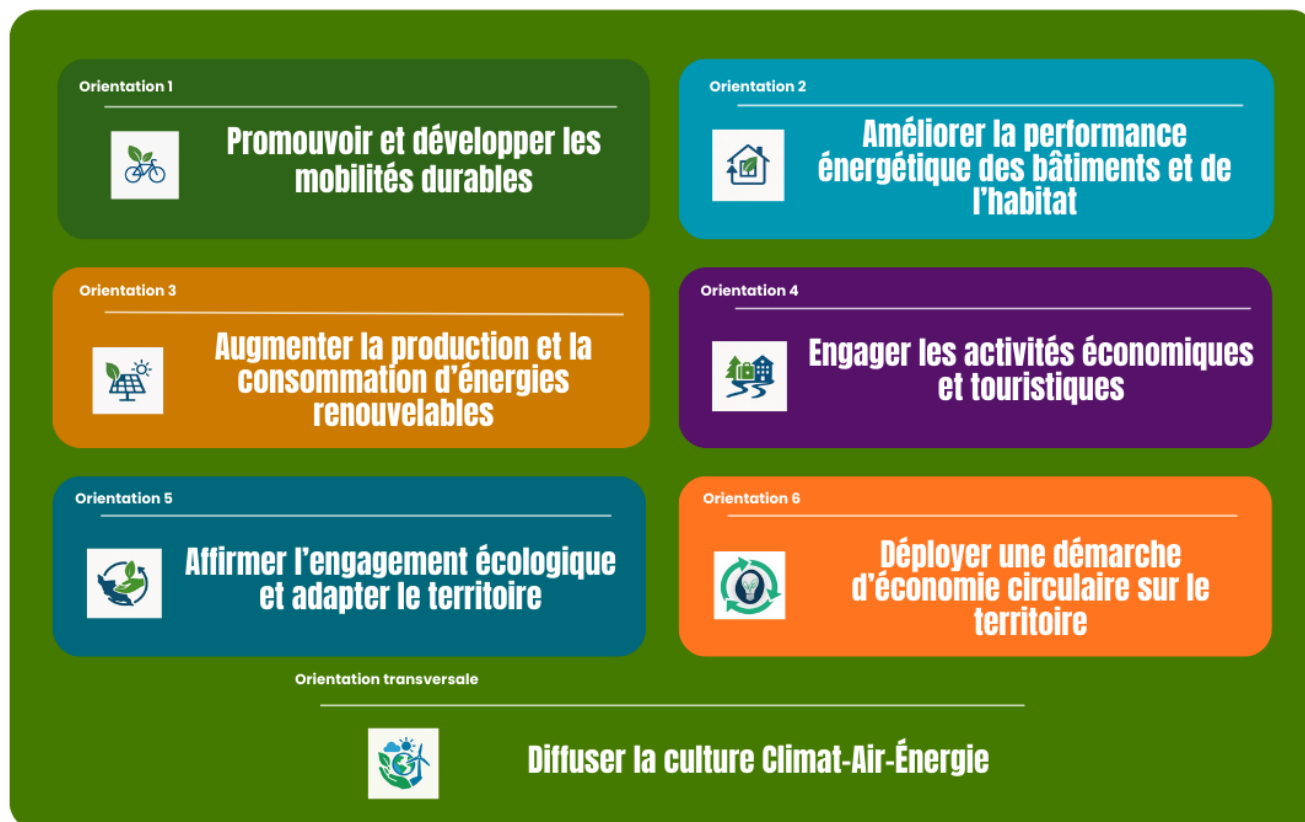 Orientation 1
Promouvoir et développer les
mobilités durables
Orientation 2
Améliorer la performance
énergétique des bâtiments et de
l'habitat
Orientation 3
Augmenter la production et la
consommation d'énergies
renouvelables
Orientation 4
Engager les activités économiques
et touristiques
Orientation 5
Affirmer l'engagement écologique
et adapter le territoire
Orientation 6
Déployer une démarche
d'économie circulaire sur le
territoire
Orientation transversale
Diffuser la culture Climat-Air-Énergie